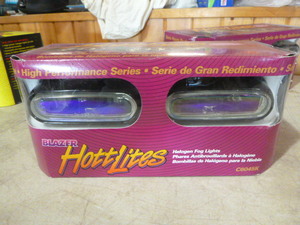 High Performance Series • Serie de Gran Redimiento • Se
BLAZER
HottLites
Halogen Fog Lights
Phares Antibrouillards à Halogène
Bombillas de Halógeno para la Niebla